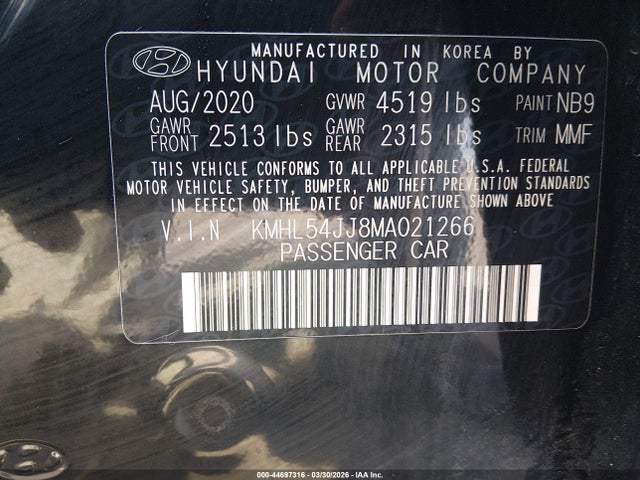 MANUFACTURED IN KOREA BY
HYUNDAI MOTOR COMPANY
AUG/2020 GVWR 4519 lbs PAINT NB9
GAWR FRONT 2513 lbs GAWR REAR 2315 lbs TRIM MMF
THIS VEHICLE CONFORMS TO ALL APPLICABLE U.S.A. FEDERAL
MOTOR VEHICLE SAFETY, BUMPER, AND THEFT PREVENTION STANDARDS
IN EFFECT ON THE DATE OF MANUFACTURE SHOWN ABOVE
V.I.N KMHL54JJ8MA021266
PASSENGER CAR
000-44697316 - 03/30/2026 - IAA Inc.